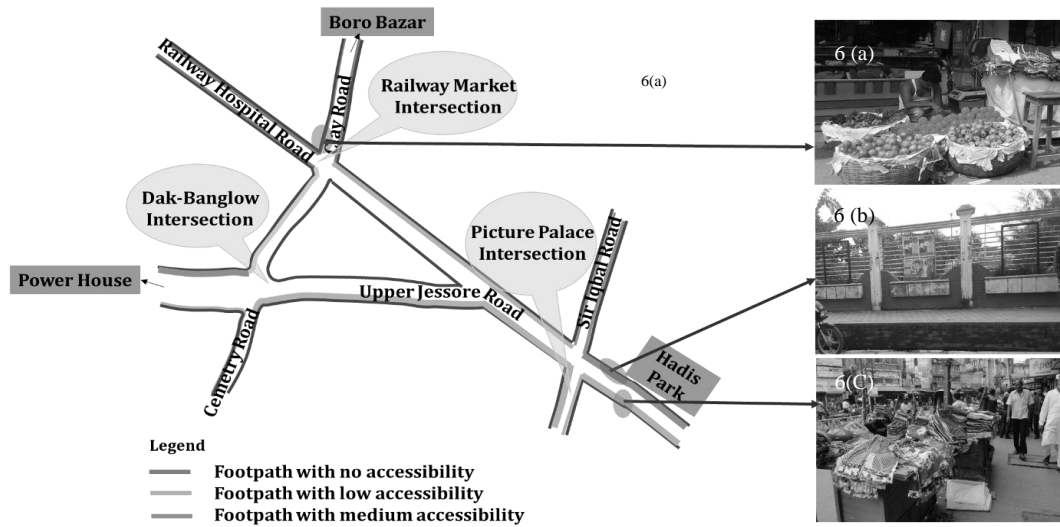 Boro Bazar
Railway Hospital Road
Clay Road
Railway Market
Intersection
6(a)
6 (a)
Dak-Banglow
Intersection
Picture Palace
Intersection
Sir Iqbal Road
6 (b)
Power House
Upper Jessore Road
Hadis
Park
Cemetry Road
6(C)
Legend
Footpath with no accessibility
Footpath with low accessibility
Footpath with medium accessibility